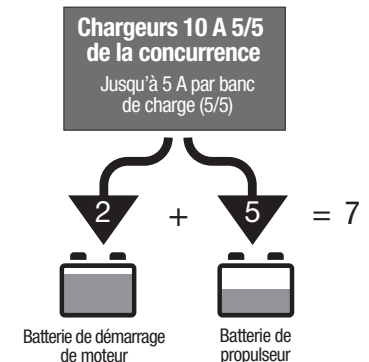 Chargeurs 10 A 5/5
de la concurrence
Jusqu'à 5 A par banc
de charge (5/5)
2 + 5 = 7
Batterie de démarrage
de moteur
Batterie de
propulseur